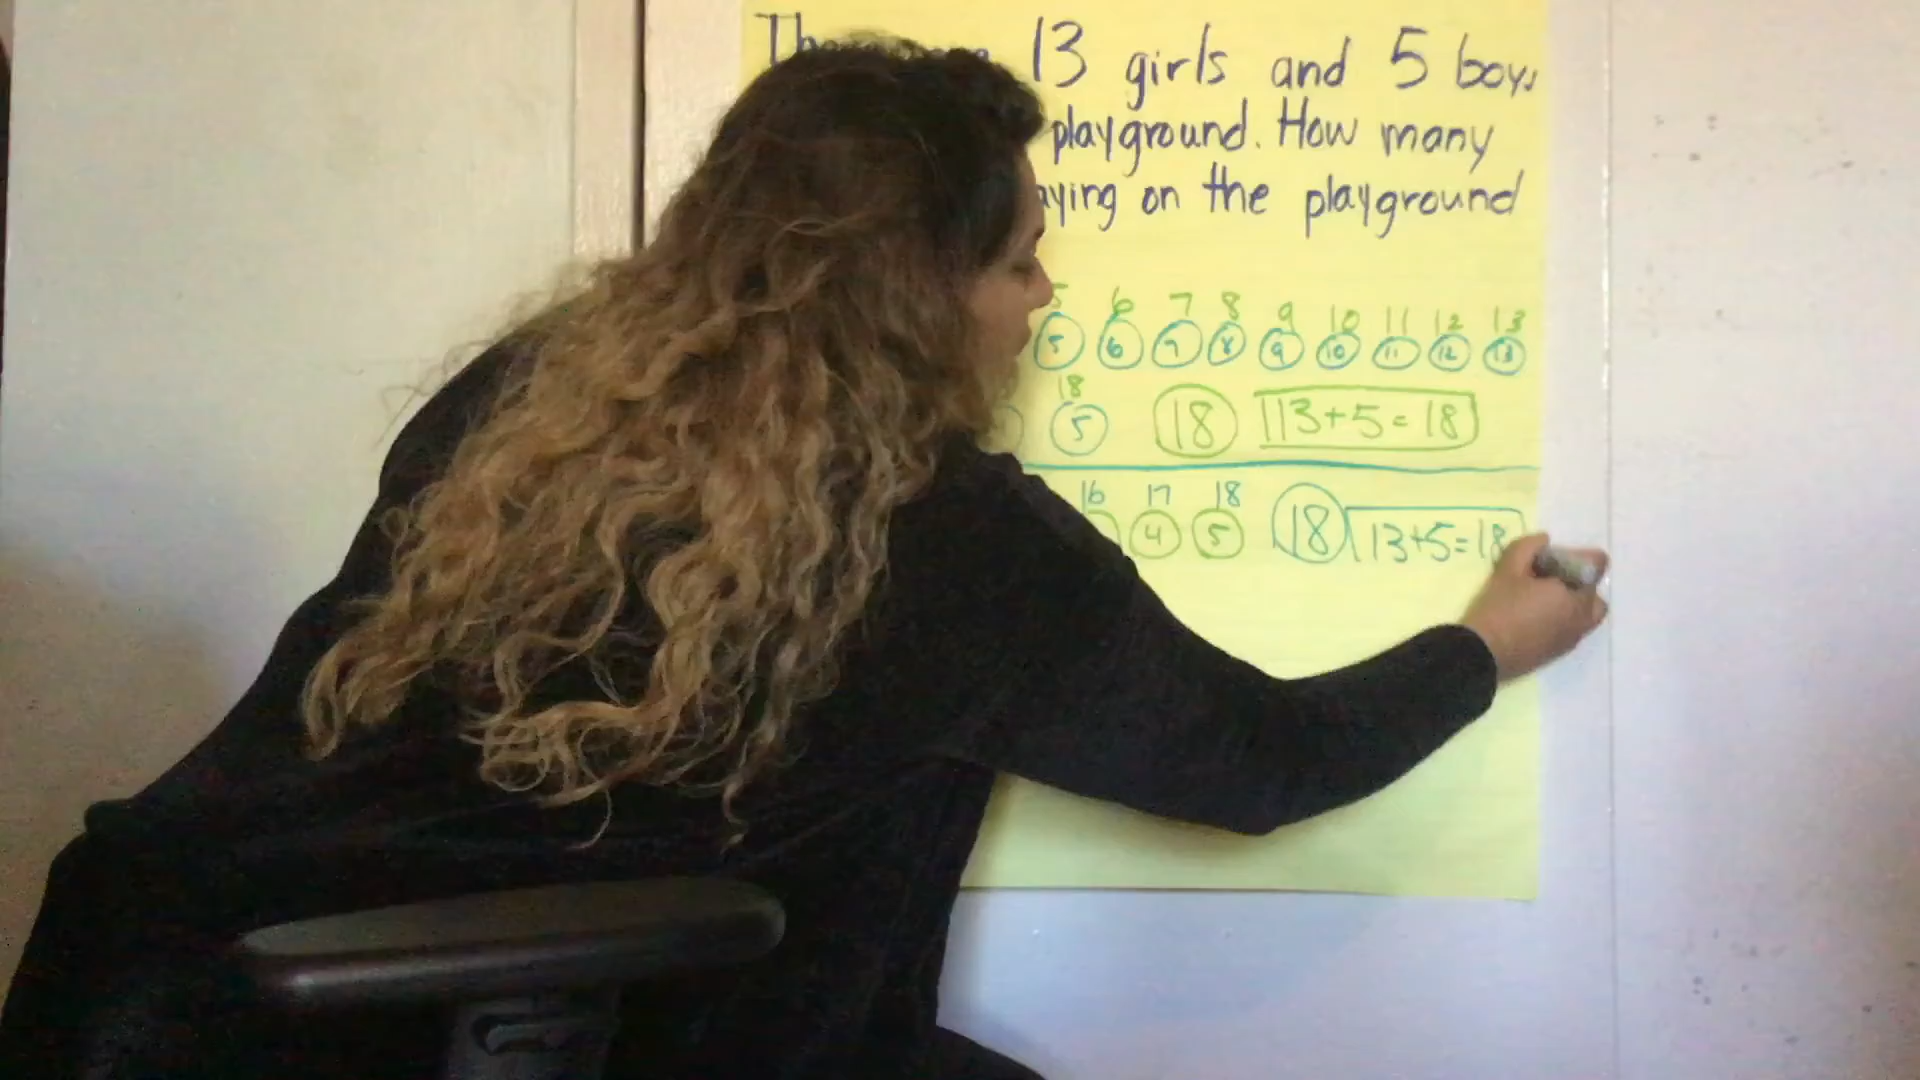 13 girls and 5 boys
playground. How many
aying on the playground
5 6 7 8 9 10 11 12 13
5 6 7 8 9 10 11 12 13
18
5 18 13+5=18
16 17 18
4 5 18 13+5=18